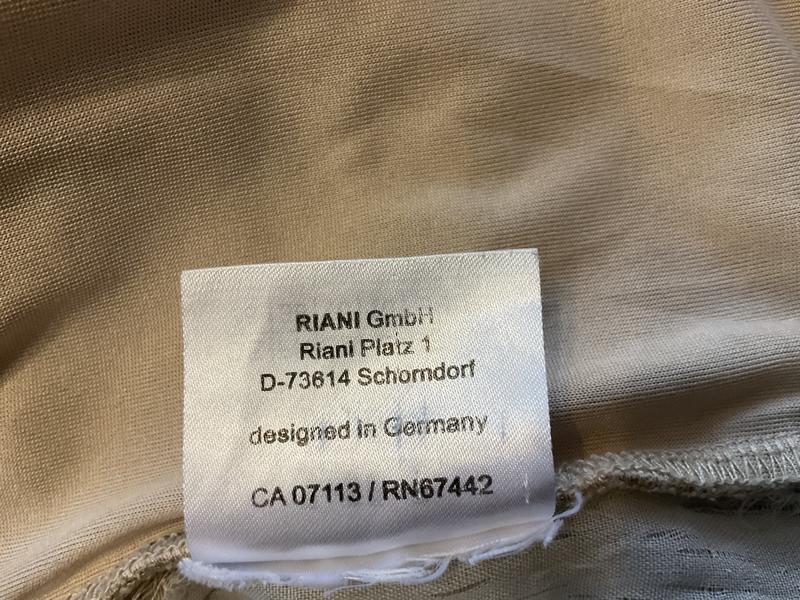 RIANI GmbH
Riani Platz 1
D-73614 Schorndorf
designed in Germany
CA 07113 / RN67442